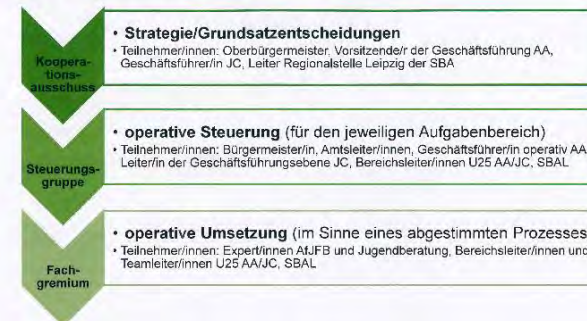 Koopera-
tions-
ausschuss
• Strategie/Grundsatzentscheidungen
• Teilnehmer/innen: Oberbürgermeister, Vorsitzende/r der Geschäftsführung AA,
Geschäftsführer/in JC, Leiter Regionalstelle Leipzig der SBA
Steuerungs-
gruppe
• operative Steuerung (für den jeweiligen Aufgabenbereich)
• Teilnehmer/innen: Bürgermeister/in, Amtsleiter/innen, Geschäftsführer/in operativ AA
Leiter/in der Geschäftsführungsebene JC, Bereichsleiter/innen U25 AA/JC, SBAL
Fach-
gremium
• operative Umsetzung (im Sinne eines abgestimmten Prozesses
• Teilnehmer/innen: Expert/innen AfJFB und Jugendberatung, Bereichsleiter/innen und
Teamleiter/innen U25 AA/JC, SBAL